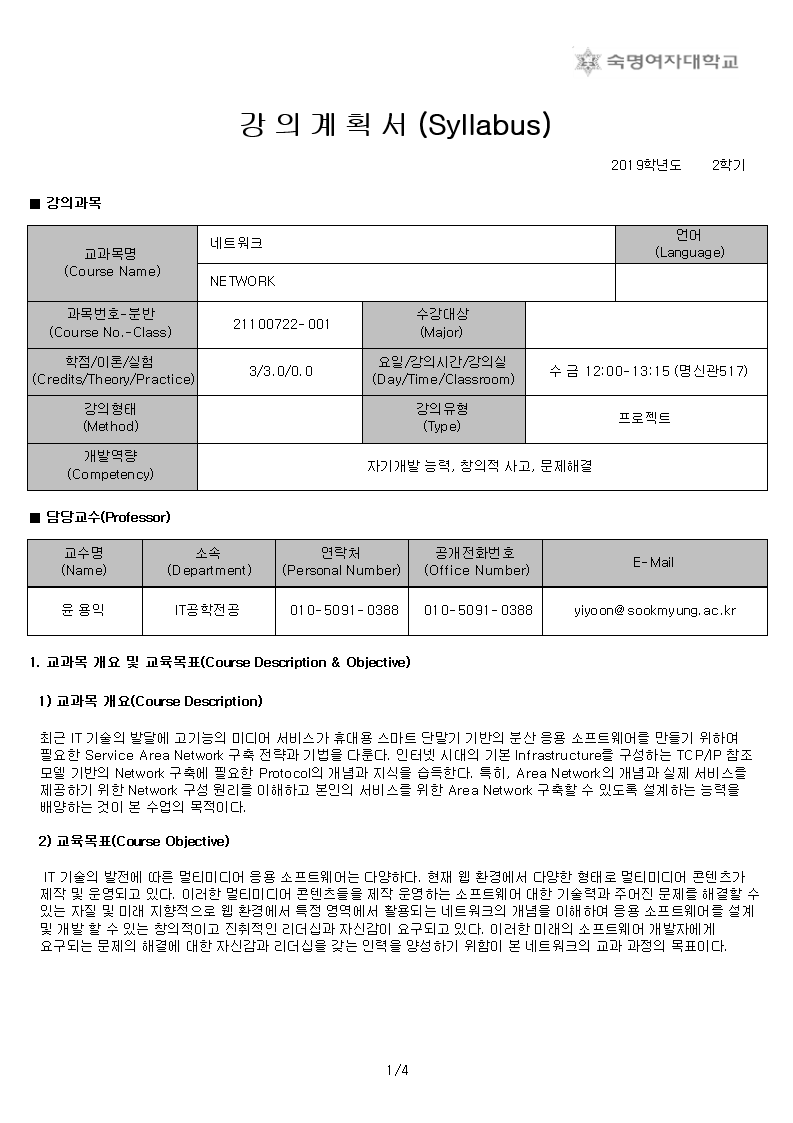 숙명여자대학교
강 의 계 획 서 (Syllabus)
2019학년도 2학기
■ 강의과목
교과목명
(Course Name)
네트워크
언어
(Language)
NETWORK
과목번호-분반
(Course No.-Class)
21100722-001
수강대상
(Major)
학점/이론/실험
(Credits/Theory/Practice)
3/3.0/0.0
요일/강의시간/강의실
(Day/Time/Classroom)
수 금 12:00-13:15 (명신관517)
강의형태
(Method)
강의유형
(Type)
프로젝트
개발역량
(Competency)
자기개발 능력, 창의적 사고, 문제해결
■ 담당교수(Professor)
교수명
(Name)
소속
(Department)
연락처
(Personal Number)
공개전화번호
(Office Number)
E-Mail
윤 용익
IT공학전공
010-5091-0388
010-5091-0388
yiyoon@sookmyung.ac.kr
1. 교과목 개요 및 교육목표(Course Description & Objective)
1) 교과목 개요(Course Description)
최근 IT 기술의 발달에 고기능의 미디어 서비스가 휴대용 스마트 단말기 기반의 분산 응용 소프트웨어를 만들기 위하여
필요한 Service Area Network 구축 전략과 기법을 다룬다. 인터넷 시대의 기본 Infrastructure를 구성하는 TCP/IP 참조
모델 기반의 Network 구축에 필요한 Protocol의 개념과 지식을 습득한다. 특히, Area Network의 개념과 실제 서비스를
제공하기 위한 Network 구성 원리를 이해하고 본인의 서비스를 위한 Area Network 구축할 수 있도록 설계하는 능력을
배양하는 것이 본 수업의 목적이다.
2) 교육목표(Course Objective)
IT 기술의 발전에 따른 멀티미디어 응용 소프트웨어는 다양하다. 현재 웹 환경에서 다양한 형태로 멀티미디어 콘텐츠가
제작 및 운영되고 있다. 이러한 멀티미디어 콘텐츠들을 제작 운영하는 소프트웨어 대한 기술력과 주어진 문제를 해결할 수
있는 자질 및 미래 지향적으로 웹 환경에서 특정 영역에서 활용되는 네트워크의 개념을 이해하여 응용 소프트웨어를 설계
및 개발 할 수 있는 창의적이고 진취적인 리더십과 자신감이 요구되고 있다. 이러한 미래의 소프트웨어 개발자에게
요구되는 문제의 해결에 대한 자신감과 리더십을 갖는 인력을 양성하기 위함이 본 네트워크의 교과 과정의 목표이다.
1/4